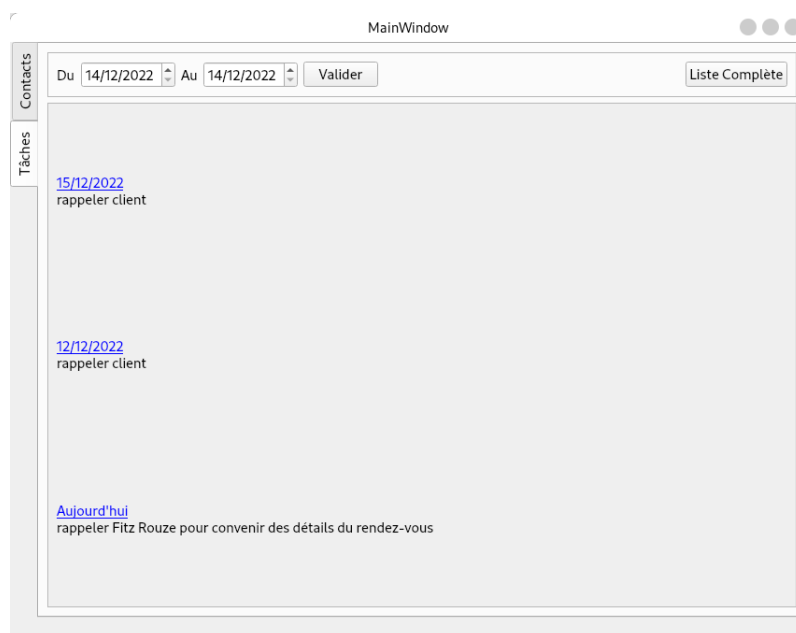 MainWindow
Contacts
Tâches
Du 14/12/2022 Au 14/12/2022 Valider Liste Complète
15/12/2022
rappeler client
12/12/2022
rappeler client
Aujourd'hui
rappeler Fitz Rouze pour convenir des détails du rendez-vous